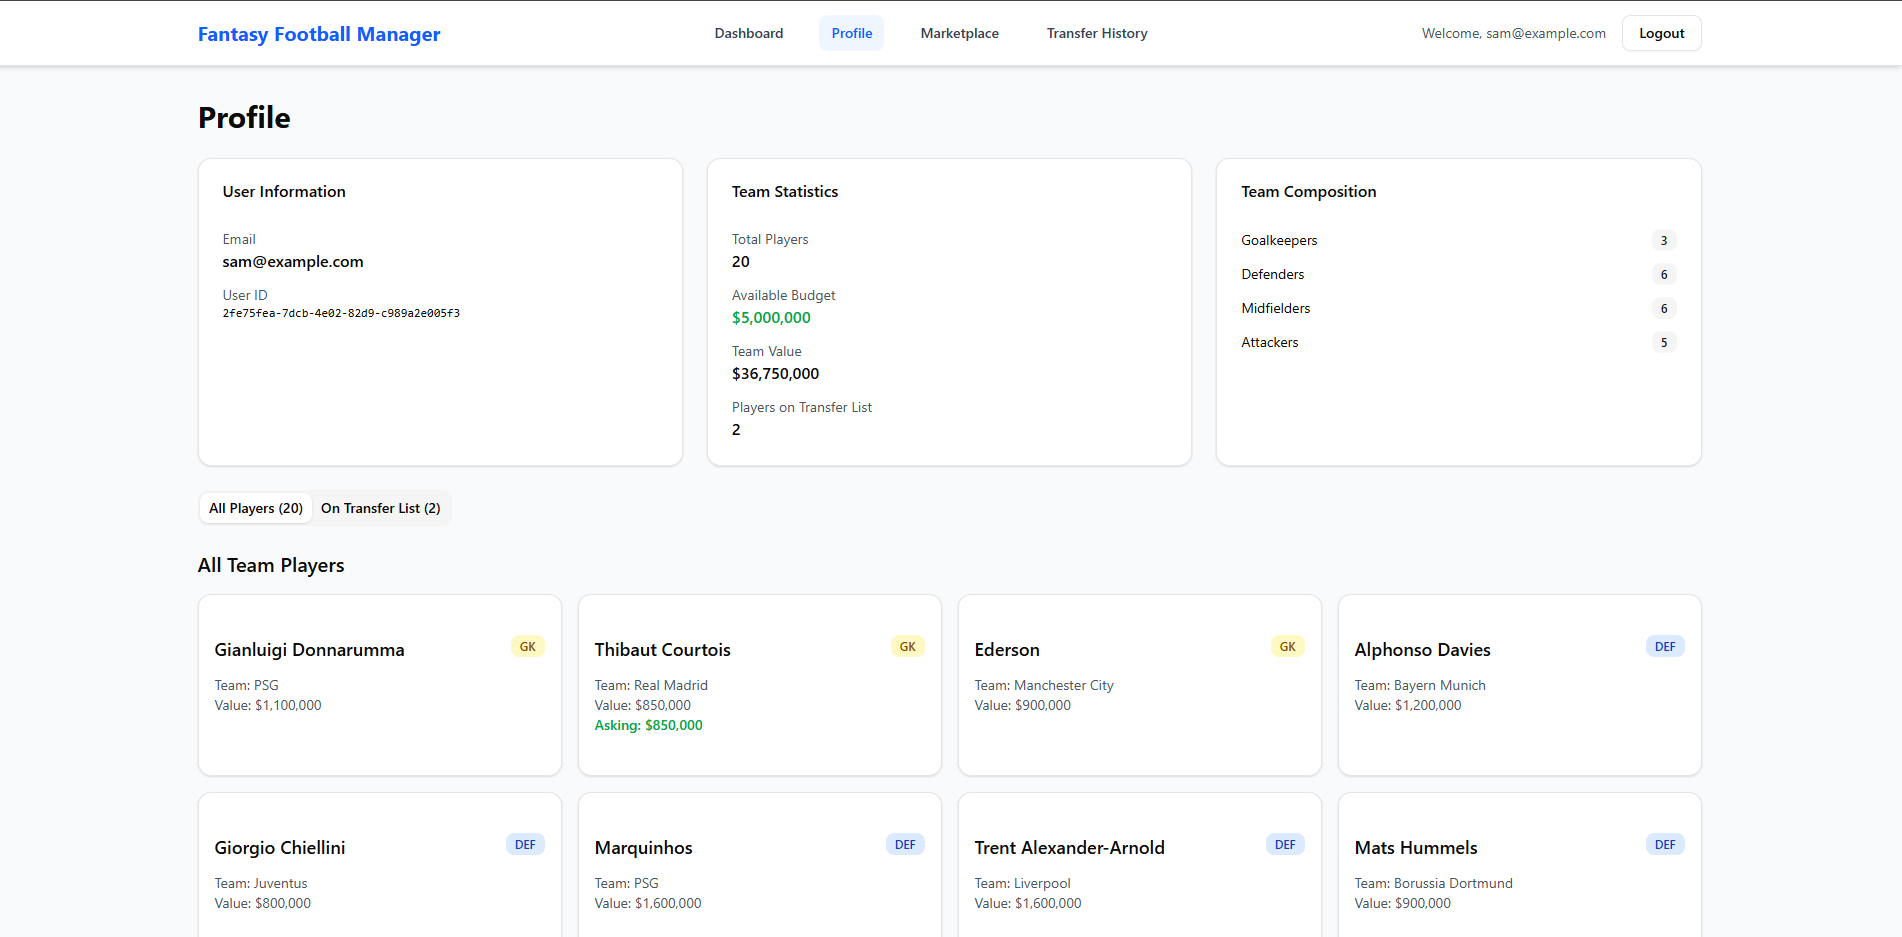 Fantasy Football Manager
Dashboard
Profile
Marketplace
Transfer History
Welcome, sam@example.com
Logout
Profile
User Information
Email
sam@example.com
User ID
2fe75fea-7dcb-4e02-82d9-c989a2e005f3
Team Statistics
Total Players
20
Available Budget
$5,000,000
Team Value
$36,750,000
Players on Transfer List
2
Team Composition
Goalkeepers 3
Defenders 6
Midfielders 6
Attackers 5
All Players (20)
On Transfer List (2)
All Team Players
Gianluigi Donnarumma GK
Team: PSG
Value: $1,100,000
Thibaut Courtois GK
Team: Real Madrid
Value: $850,000
Asking: $850,000
Ederson GK
Team: Manchester City
Value: $900,000
Alphonso Davies DEF
Team: Bayern Munich
Value: $1,200,000
Giorgio Chiellini DEF
Team: Juventus
Value: $800,000
Marquinhos DEF
Team: PSG
Value: $1,600,000
Trent Alexander-Arnold DEF
Team: Liverpool
Value: $1,600,000
Mats Hummels DEF
Team: Borussia Dortmund
Value: $900,000